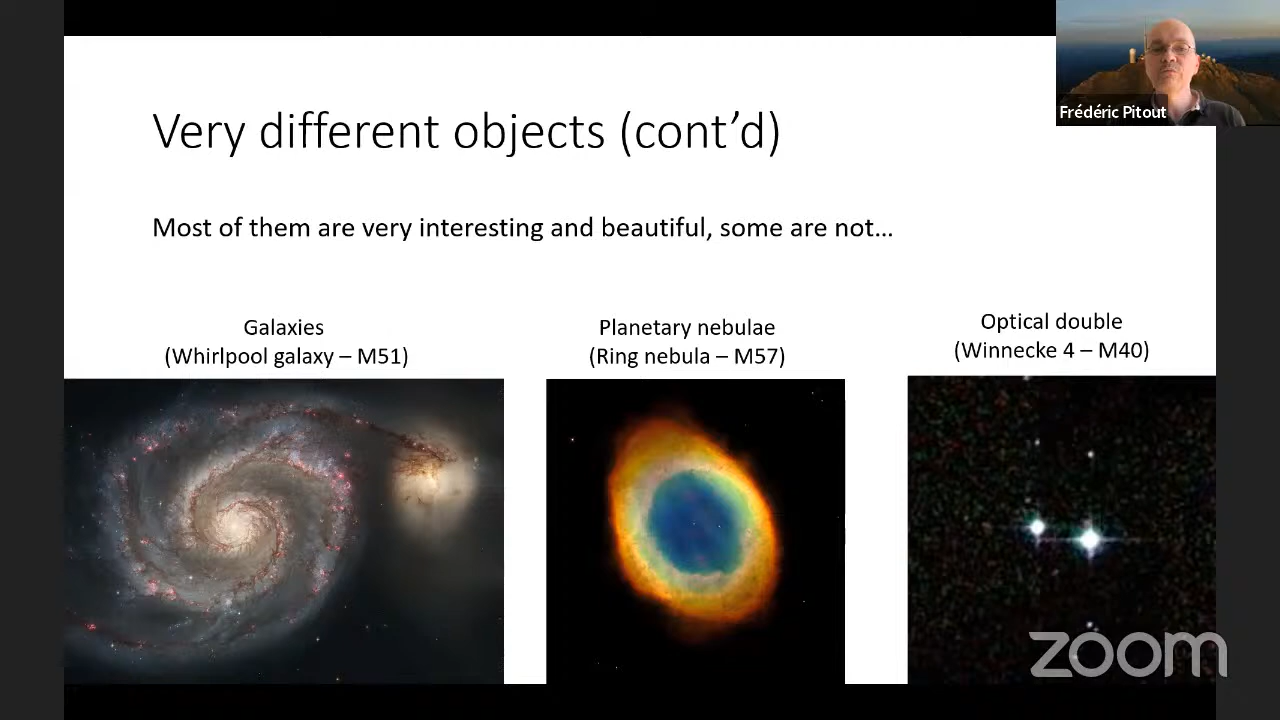 Frédéric Pitout
Very different objects (cont’d)
Most of them are very interesting and beautiful, some are not…
Galaxies
(Whirlpool galaxy – M51)
Planetary nebulae
(Ring nebula – M57)
Optical double
(Winnecke 4 – M40)
zoom